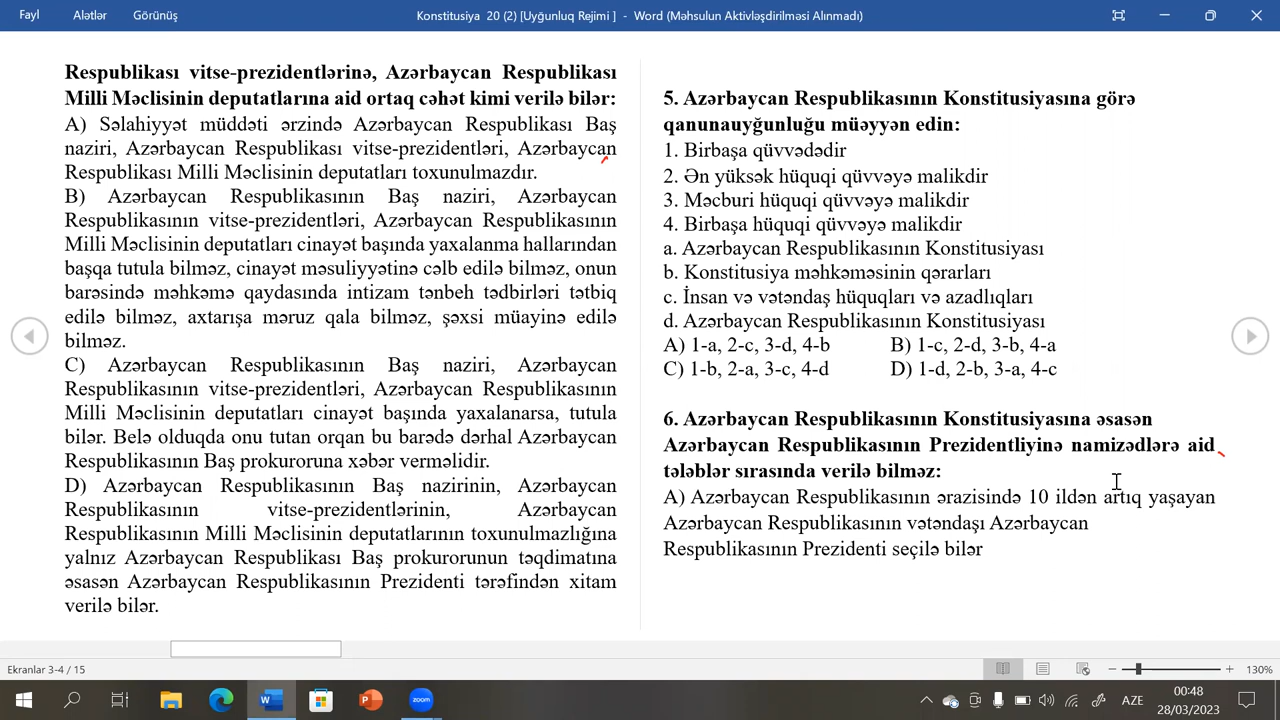 Fayl Alətlər Görünüş
Konstitusiya 20 (2) [Uyğunluq Rejimi ] - Word (Məhsulun Aktivləşdirilməsi Alınmadı)
Respublikası vitse-prezidentlərinə, Azərbaycan Respublikası
Milli Məclisinin deputatlarına aid ortaq cəhət kimi verilə bilər:
A) Səlahiyyət müddəti ərzində Azərbaycan Respublikası Baş
naziri, Azərbaycan Respublikası vitse-prezidentləri, Azərbaycan
Respublikası Milli Məclisinin deputatları toxunulmazdır.
B) Azərbaycan Respublikasının Baş naziri, Azərbaycan
Respublikasının vitse-prezidentləri, Azərbaycan Respublikasının
Milli Məclisinin deputatları cinayət başında yaxalanma hallarından
başqa tutula bilməz, cinayət məsuliyyətinə cəlb edilə bilməz, onun
barəsində məhkəmə qaydasında intizam tənbeh tədbirləri tətbiq
edilə bilməz, axtarışa məruz qala bilməz, şəxsi müayinə edilə
bilməz.
C) Azərbaycan Respublikasının Baş naziri, Azərbaycan
Respublikasının vitse-prezidentləri, Azərbaycan Respublikasının
Milli Məclisinin deputatları cinayət başında yaxalanarsa, tutula
bilər. Belə olduqda onu tutan orqan bu barədə dərhal Azərbaycan
Respublikasının Baş prokuroruna xəbər verməlidir.
D) Azərbaycan Respublikasının Baş nazirinin, Azərbaycan
Respublikasının vitse-prezidentlərinin, Azərbaycan
Respublikasının Milli Məclisinin deputatlarının toxunulmazlığına
yalnız Azərbaycan Respublikası Baş prokurorunun təqdimatına
əsasən Azərbaycan Respublikasının Prezidenti tərəfindən xitam
verilə bilər.
5. Azərbaycan Respublikasının Konstitusiyasına görə
qanunauyğunluğu müəyyən edin:
1. Birbaşa qüvvədədir
2. Ən yüksək hüquqi qüvvəyə malikdir
3. Məcburi hüquqi qüvvəyə malikdir
4. Birbaşa hüquqi qüvvəyə malikdir
a. Azərbaycan Respublikasının Konstitusiyası
b. Konstitusiya məhkəməsinin qərarları
c. İnsan və vətəndaş hüquqları və azadlıqları
d. Azərbaycan Respublikasının Konstitusiyası
A) 1-a, 2-c, 3-d, 4-b B) 1-c, 2-d, 3-b, 4-a
C) 1-b, 2-a, 3-c, 4-d D) 1-d, 2-b, 3-a, 4-c
6. Azərbaycan Respublikasının Konstitusiyasına əsasən
Azərbaycan Respublikasının Prezidentliyinə namizədlərə aid
tələblər sırasında verilə bilməz:
A) Azərbaycan Respublikasının ərazisində 10 ildən artıq yaşayan
Azərbaycan Respublikasının vətəndaşı Azərbaycan
Respublikasının Prezidenti seçilə bilər
Ekranlar 3-4 / 15
130%
zoom
AZE
00:48
28/03/2023